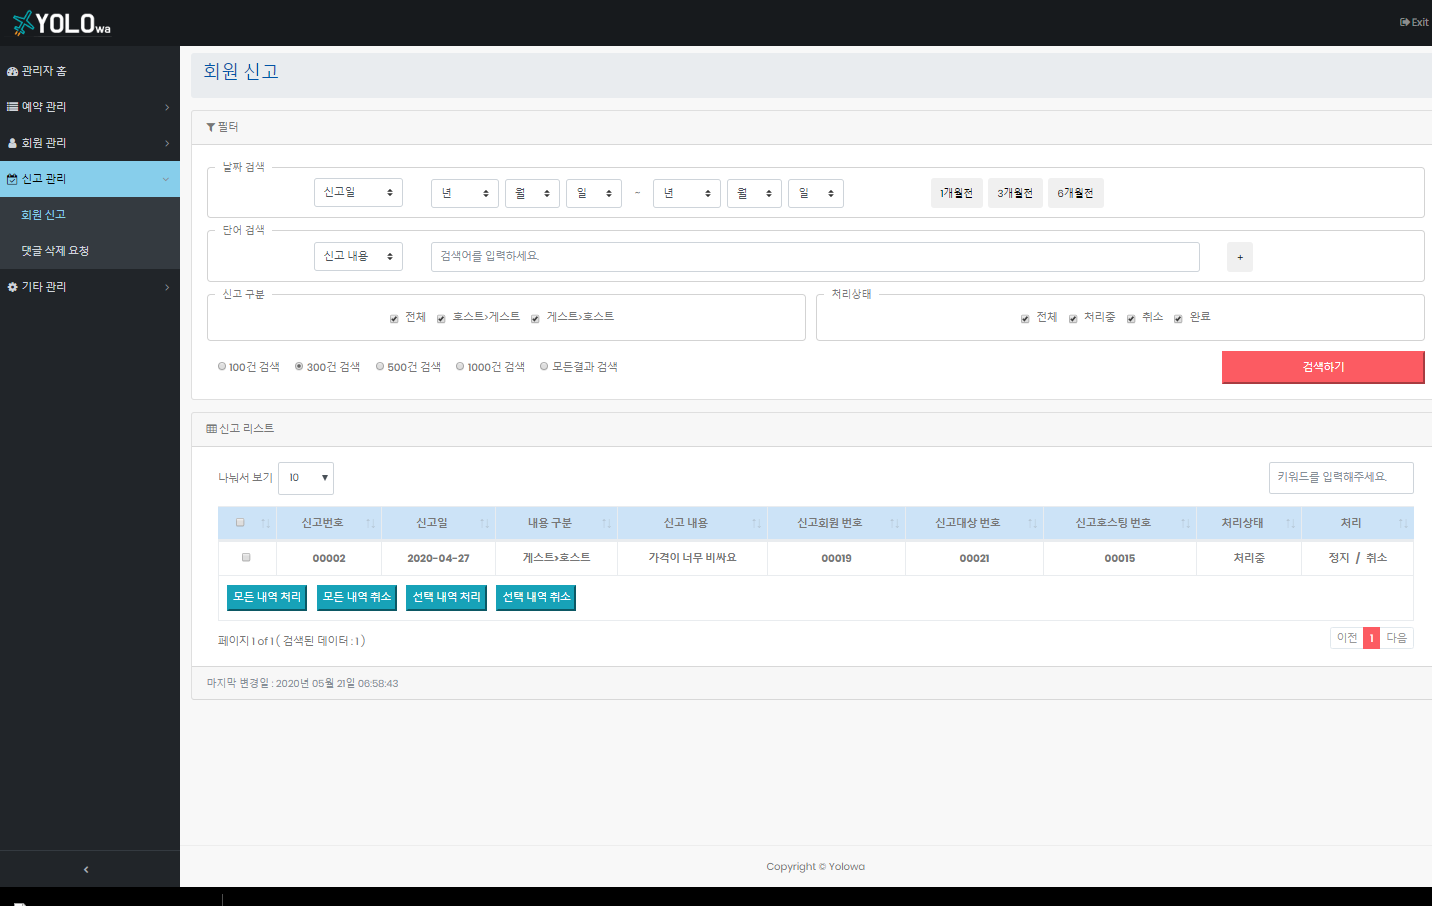 YOLOwa
Exit
관리자 홈
예약 관리
회원 관리
신고 관리
회원 신고
댓글 삭제 요청
기타 관리
회원 신고
필터
날짜 검색
신고일 년 월 일 - 년 월 일 1개월전 3개월전 6개월전
단어 검색
신고 내용 검색어를 입력하세요. +
신고 구분
전체 호스트>게스트 게스트>호스트
처리상태
전체 처리중 취소 완료
100건 검색 300건 검색 500건 검색 1000건 검색 모든결과 검색 검색하기
신고 리스트
나눠서 보기 10 키워드를 입력해주세요.
신고번호 신고일 내용 구분 신고 내용 신고회원 번호 신고대상 번호 신고호스팅 번호 처리상태 처리
00002 2020-04-27 게스트>호스트 가격이 너무 비싸요 00019 00021 00015 처리중 정지 / 취소
모든 내역 처리 모든 내역 취소 선택 내역 처리 선택 내역 취소
페이지 1 of 1 ( 검색된 데이터 : 1 ) 이전 1 다음
마지막 변경일 : 2020년 05월 21일 06:58:43
Copyright © Yolowa